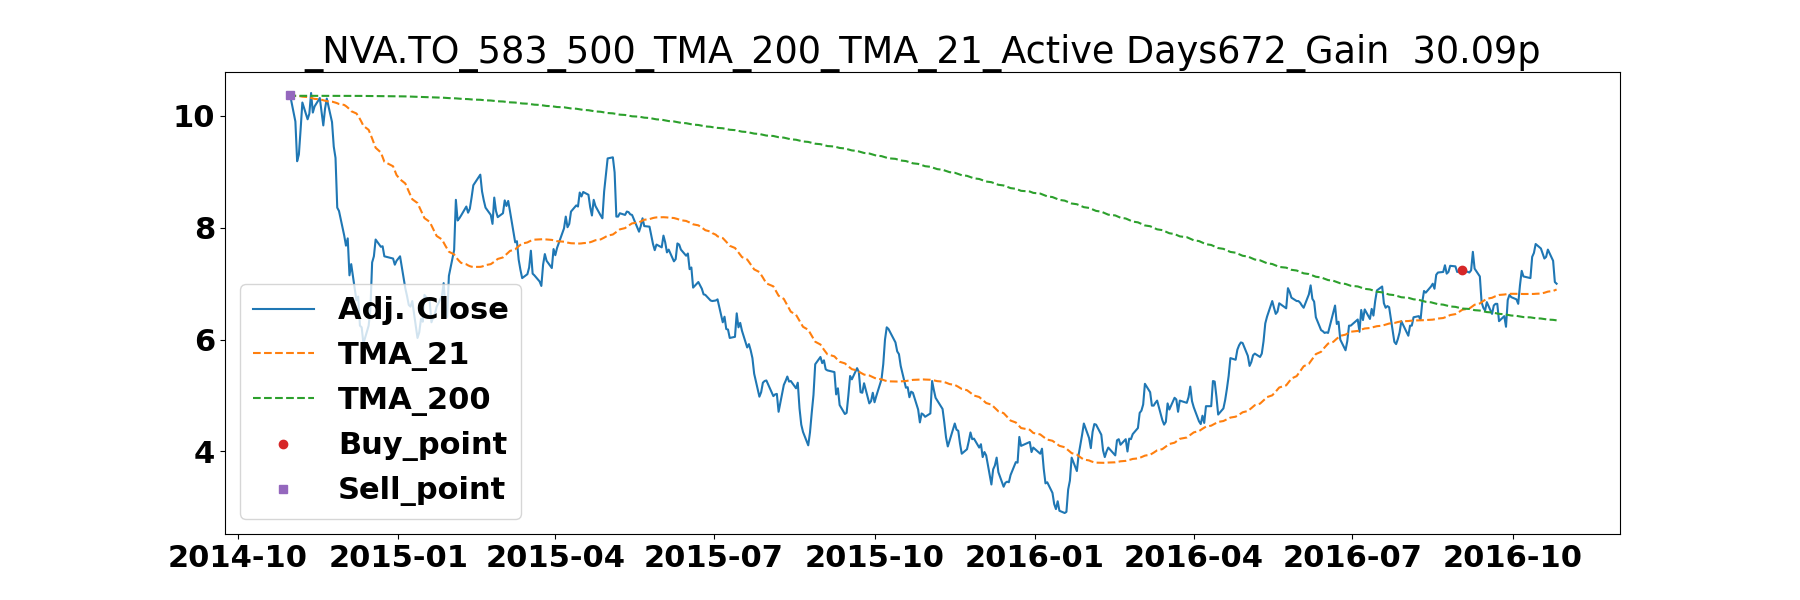 _NVA.TO_583_500_TMA_200_TMA_21_Active Days672_Gain  30.09p
10
8
6
4
Adj. Close
TMA_21
TMA_200
Buy_point
Sell_point
2014-10 2015-01 2015-04 2015-07 2015-10 2016-01 2016-04 2016-07 2016-10